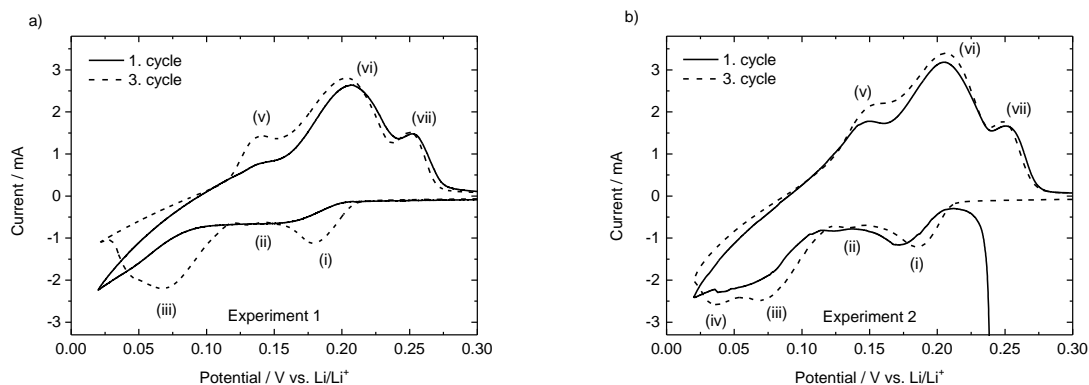 a)
1. cycle
3. cycle
(v)
(vi)
(vii)
(i)
(ii)
(iii)
Experiment 1
Current / mA
3
2
1
0
-1
-2
-3
0.00 0.05 0.10 0.15 0.20 0.25 0.30
Potential / V vs. Li/Li⁺
b)
1. cycle
3. cycle
(v)
(vi)
(vii)
(i)
(ii)
(iii)
(iv)
Experiment 2
Current / mA
3
2
1
0
-1
-2
-3
0.00 0.05 0.10 0.15 0.20 0.25 0.30
Potential / V vs. Li/Li⁺